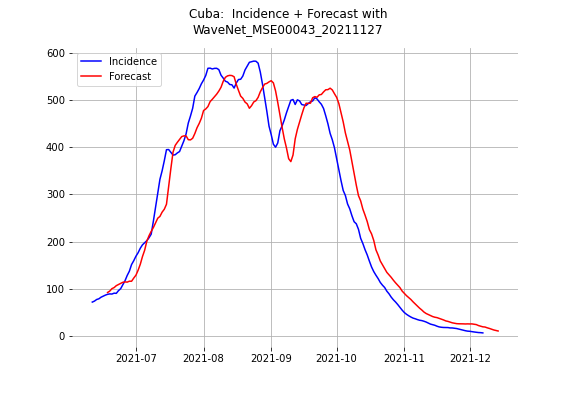 Cuba:  Incidence + Forecast with
WaveNet_MSE00043_20211127
Incidence
Forecast
600
500
400
300
200
100
0
2021-07 2021-08 2021-09 2021-10 2021-11 2021-12